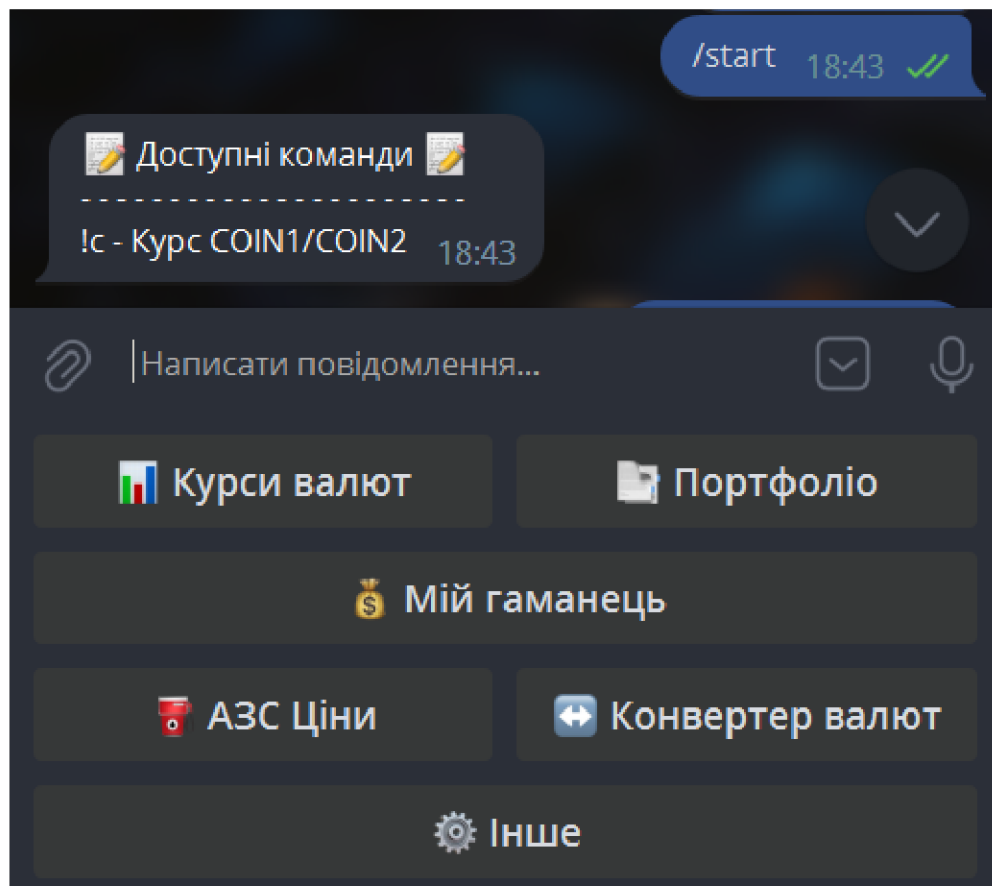 /start 18:43
📝 Доступні команди 📝
- - - - - - - - - - - - - - - - - - - - - -
!c - Курс COIN1/COIN2 18:43
Написати повідомлення...
📊 Курси валют
📑 Портфоліо
💰 Мій гаманець
⛽ АЗС Ціни
↔️ Конвертер валют
⚙️ Інше